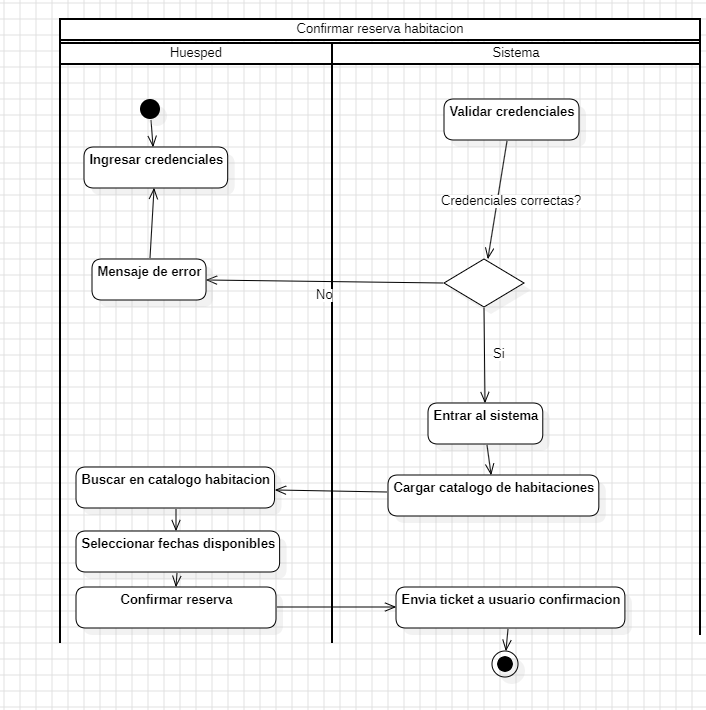 Confirmar reserva habitacion
Huesped
Sistema
Validar credenciales
Ingresar credenciales
Credenciales correctas?
Mensaje de error
No
Si
Entrar al sistema
Buscar en catalogo habitacion
Cargar catalogo de habitaciones
Seleccionar fechas disponibles
Confirmar reserva
Envia ticket a usuario confirmacion